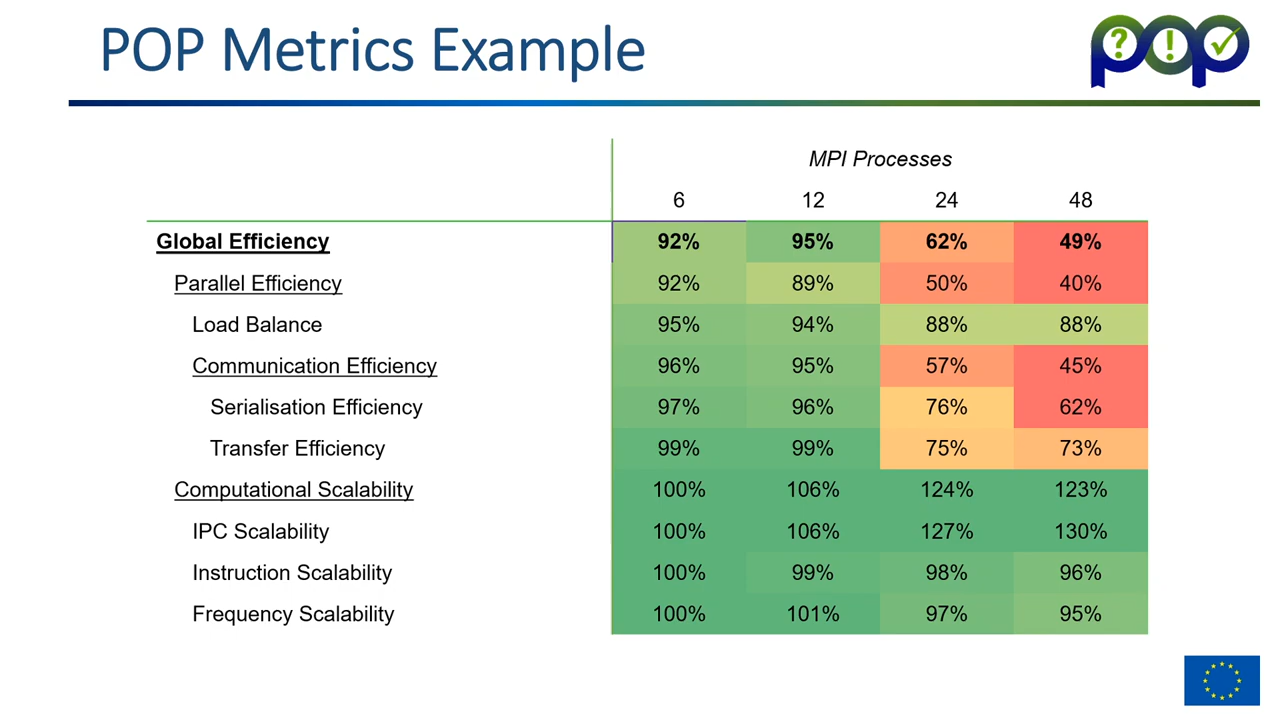 POP Metrics Example
pop
MPI Processes
6 12 24 48
Global Efficiency 92% 95% 62% 49%
Parallel Efficiency 92% 89% 50% 40%
Load Balance 95% 94% 88% 88%
Communication Efficiency 96% 95% 57% 45%
Serialisation Efficiency 97% 96% 76% 62%
Transfer Efficiency 99% 99% 75% 73%
Computational Scalability 100% 106% 124% 123%
IPC Scalability 100% 106% 127% 130%
Instruction Scalability 100% 99% 98% 96%
Frequency Scalability 100% 101% 97% 95%